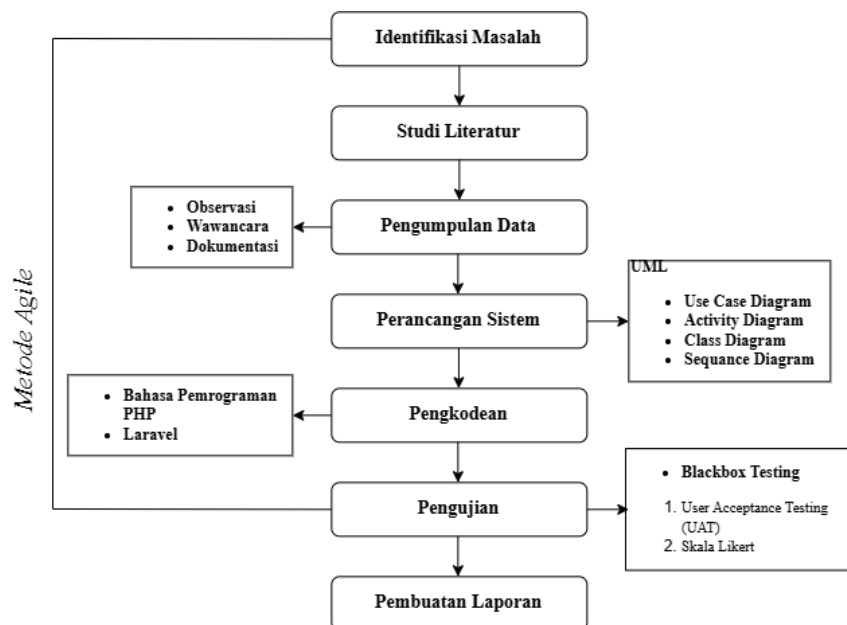 Identifikasi Masalah
Studi Literatur
• Observasi
• Wawancara
• Dokumentasi
Pengumpulan Data
Metode Agile
UML
• Use Case Diagram
• Activity Diagram
• Class Diagram
• Sequance Diagram
Perancangan Sistem
• Bahasa Pemrograman
PHP
• Laravel
Pengkodean
• Blackbox Testing
1. User Acceptance Testing
(UAT)
2. Skala Likert
Pengujian
Pembuatan Laporan